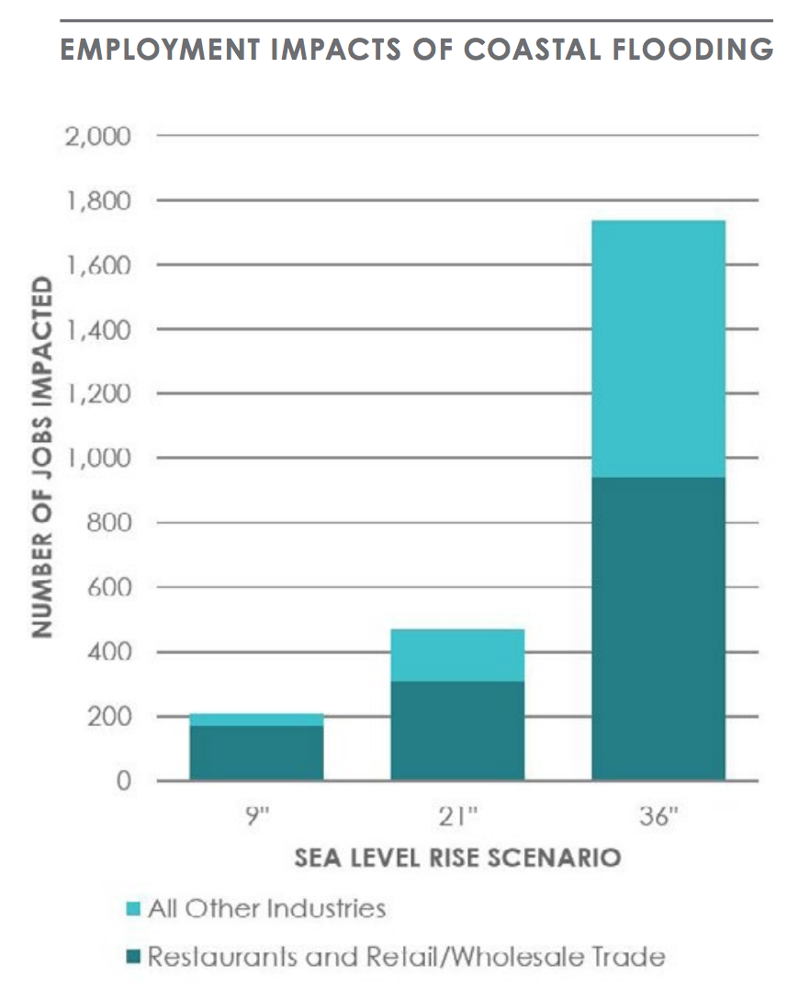 EMPLOYMENT IMPACTS OF COASTAL FLOODING
2,000
1,800
1,600
1,400
1,200
1,000
800
600
400
200
0
NUMBER OF JOBS IMPACTED
9"
21"
36"
SEA LEVEL RISE SCENARIO
All Other Industries
Restaurants and Retail/Wholesale Trade